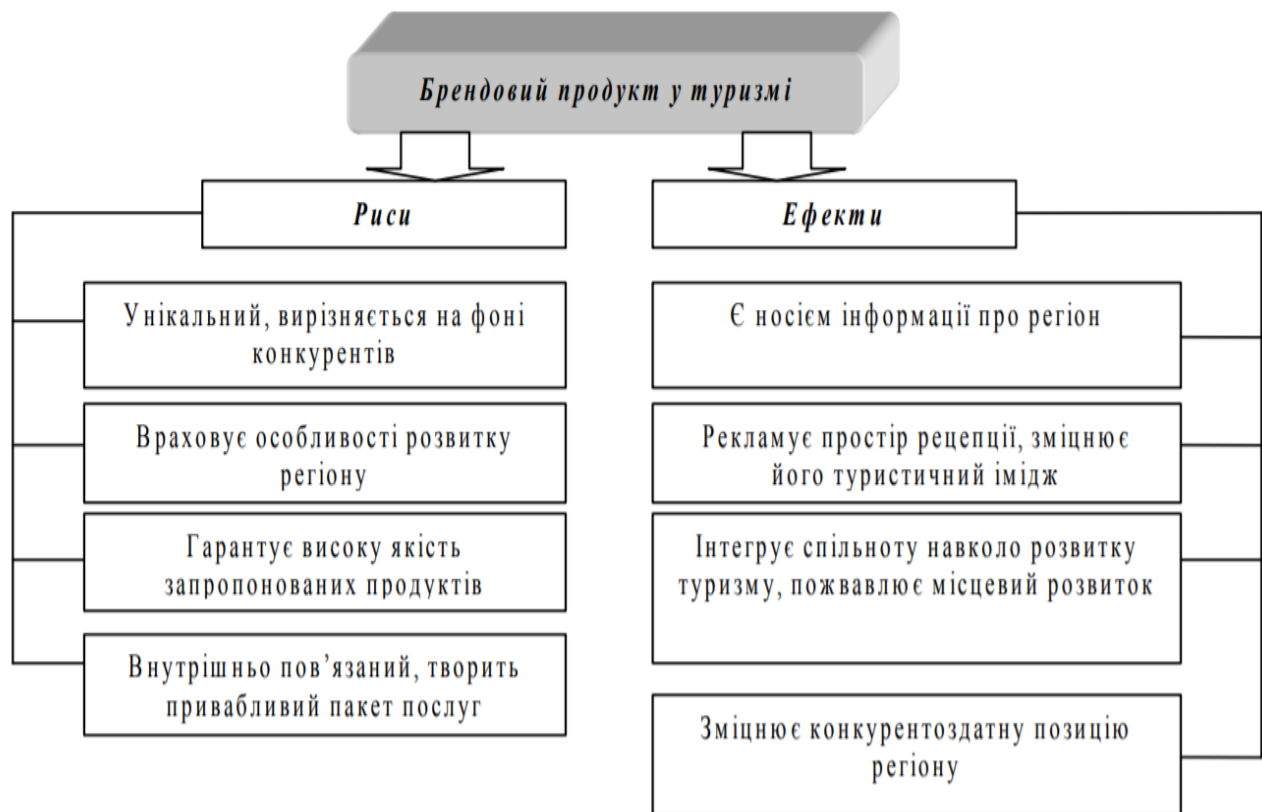 Брендовий продукт у туризмі
Риси
Унікальний, вирізняється на фоні
конкурентів
Враховує особливості розвитку
регіону
Гарантує високу якість
запропонованих продуктів
Внутрішньо пов’язаний, творить
привабливий пакет послуг
Ефекти
Є носієм інформації про регіон
Рекламує простір рецепції, зміцнює
його туристичний імідж
Інтегрує спільноту навколо розвитку
туризму, пожвавлює місцевий розвиток
Зміцнює конкурентоздатну позицію
регіону